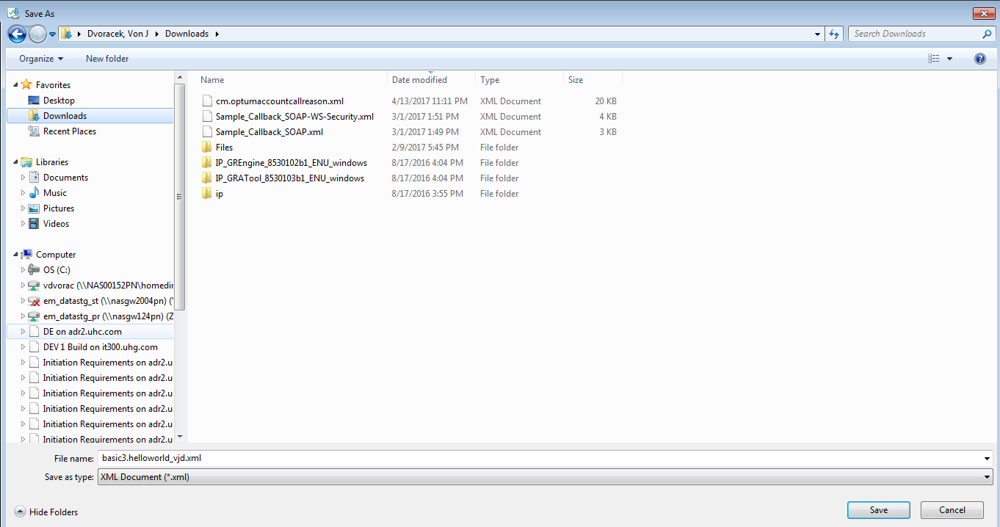 Save As
Dvoracek, Von J Downloads
Search Downloads
Organize New folder
Favorites
Desktop
Downloads
Recent Places
Libraries
Documents
Music
Pictures
Videos
Computer
OS (C:)
vdvorac (\\NAS00152PN\homedir
em_datastg_st (\\nasgw2004pn) (
em_datastg_pr (\\nasgw124pn) (Z
DE on adr2.uhc.com
DEV 1 Build on it300.uhg.com
Initiation Requirements on adr2.u
Initiation Requirements on adr2.u
Initiation Requirements on adr2.u
Initiation Requirements on adr2.u
Initiation Requirements on adr2.u
Initiation Requirements on adr2.u
Name Date modified Type Size
cm.optumaccountcallreason.xml 4/13/2017 11:11 PM XML Document 20 KB
Sample_Callback_SOAP-WS-Security.xml 3/1/2017 1:51 PM XML Document 4 KB
Sample_Callback_SOAP.xml 3/1/2017 1:49 PM XML Document 3 KB
Files 2/9/2017 5:45 PM File folder
IP_GREngine_8530102b1_ENU_windows 8/17/2016 4:04 PM File folder
IP_GRATool_8530103b1_ENU_windows 8/17/2016 4:04 PM File folder
ip 8/17/2016 3:55 PM File folder
File name: basic3.helloworld_vjd.xml
Save as type: XML Document (*.xml)
Hide Folders
Save Cancel